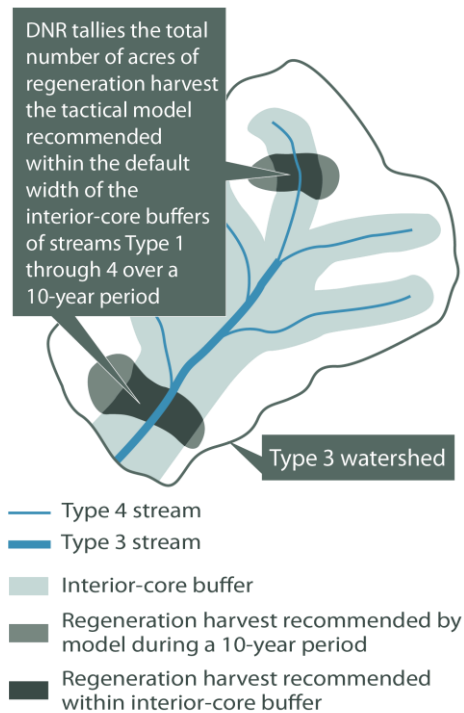 DNR tallies the total
number of acres of
regeneration harvest
the tactical model
recommended
within the default
width of the
interior-core buffers
of streams Type 1
through 4 over a
10-year period
Type 3 watershed
Type 4 stream
Type 3 stream
Interior-core buffer
Regeneration harvest recommended by
model during a 10-year period
Regeneration harvest recommended
within interior-core buffer